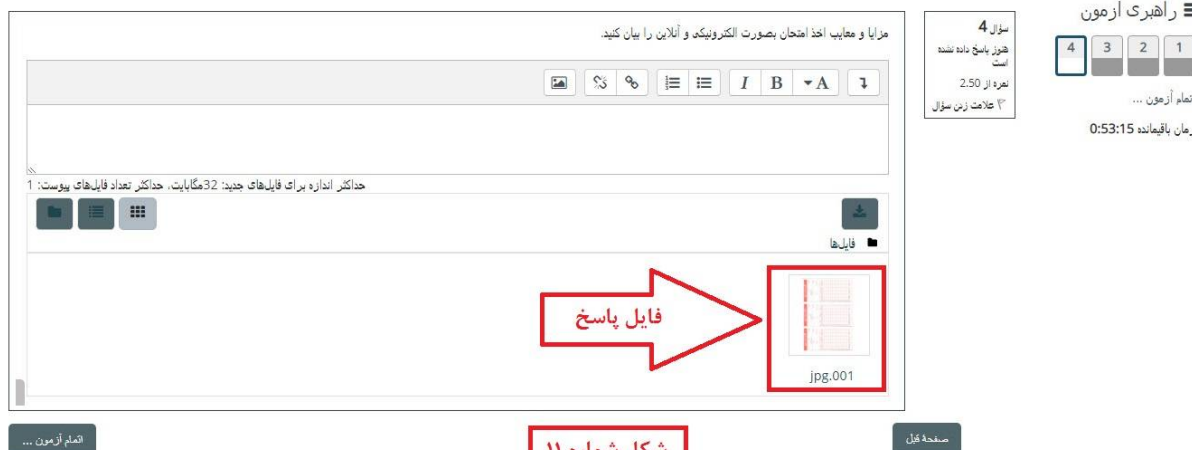 راهبری آزمون
1
2
3
4
اتمام آزمون ...
زمان باقیمانده 0:53:15
سؤال 4
هنوز پاسخ داده نشده است
نمره از 2.50
علامت زدن سؤال
مزایا و معایب اخذ امتحان بصورت الکترونیکی و آنلاین را بیان کنید.
A
B
I
حداکثر اندازه برای فایل‌های جدید: 32مگابایت، حداکثر تعداد فایل‌های پیوست: 1
فایل‌ها
فایل پاسخ
jpg.001
صفحهٔ قبل
شکل شماره ۱۱
اتمام آزمون ...